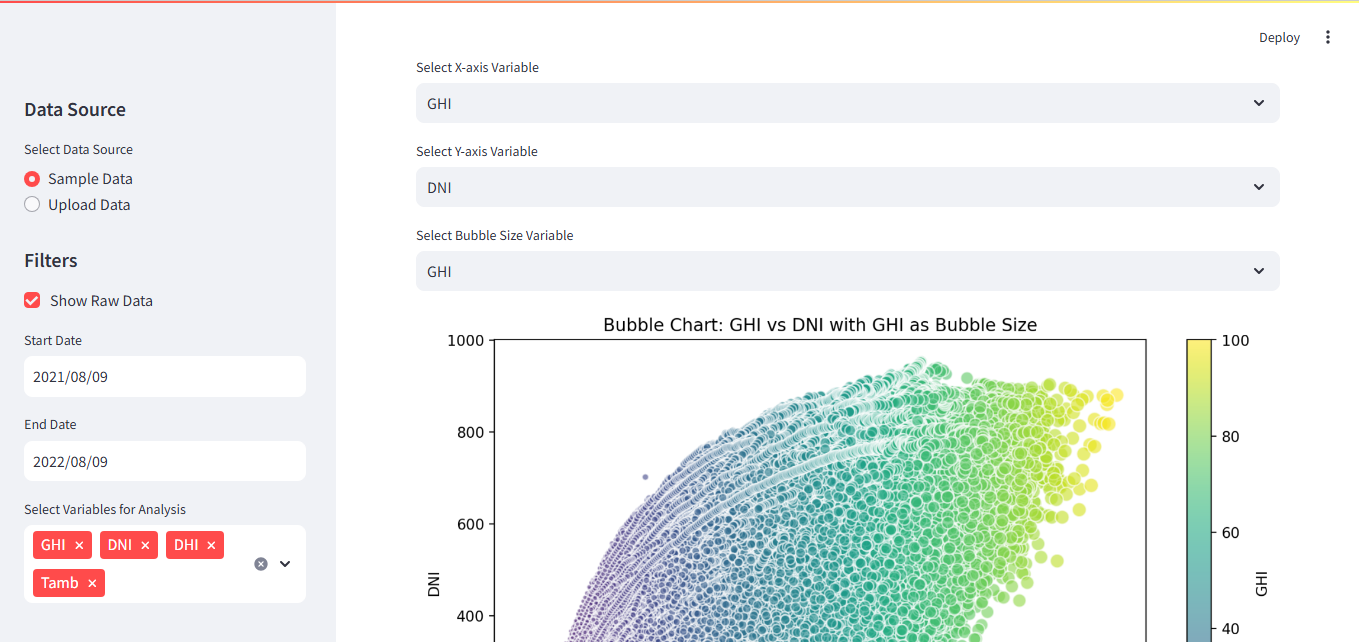 Deploy
Data Source
Select Data Source
Sample Data
Upload Data
Filters
Show Raw Data
Start Date
2021/08/09
End Date
2022/08/09
Select Variables for Analysis
GHI × DNI × DHI ×
Tamb ×
Select X-axis Variable
GHI
Select Y-axis Variable
DNI
Select Bubble Size Variable
GHI
Bubble Chart: GHI vs DNI with GHI as Bubble Size
1000
800
600
400
DNI
100
80
60
40
GHI